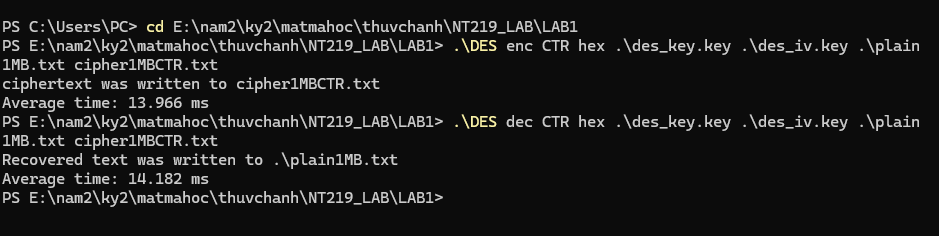 PS C:\Users\PC> cd E:\nam2\ky2\matmahoc\thuvchanh\NT219_LAB\LAB1
PS E:\nam2\ky2\matmahoc\thuvchanh\NT219_LAB\LAB1> .\DES enc CTR hex .\des_key.key .\des_iv.key .\plain
1MB.txt cipher1MBCTR.txt
ciphertext was written to cipher1MBCTR.txt
Average time: 13.966 ms
PS E:\nam2\ky2\matmahoc\thuvchanh\NT219_LAB\LAB1> .\DES dec CTR hex .\des_key.key .\des_iv.key .\plain
1MB.txt cipher1MBCTR.txt
Recovered text was written to .\plain1MB.txt
Average time: 14.182 ms
PS E:\nam2\ky2\matmahoc\thuvchanh\NT219_LAB\LAB1>